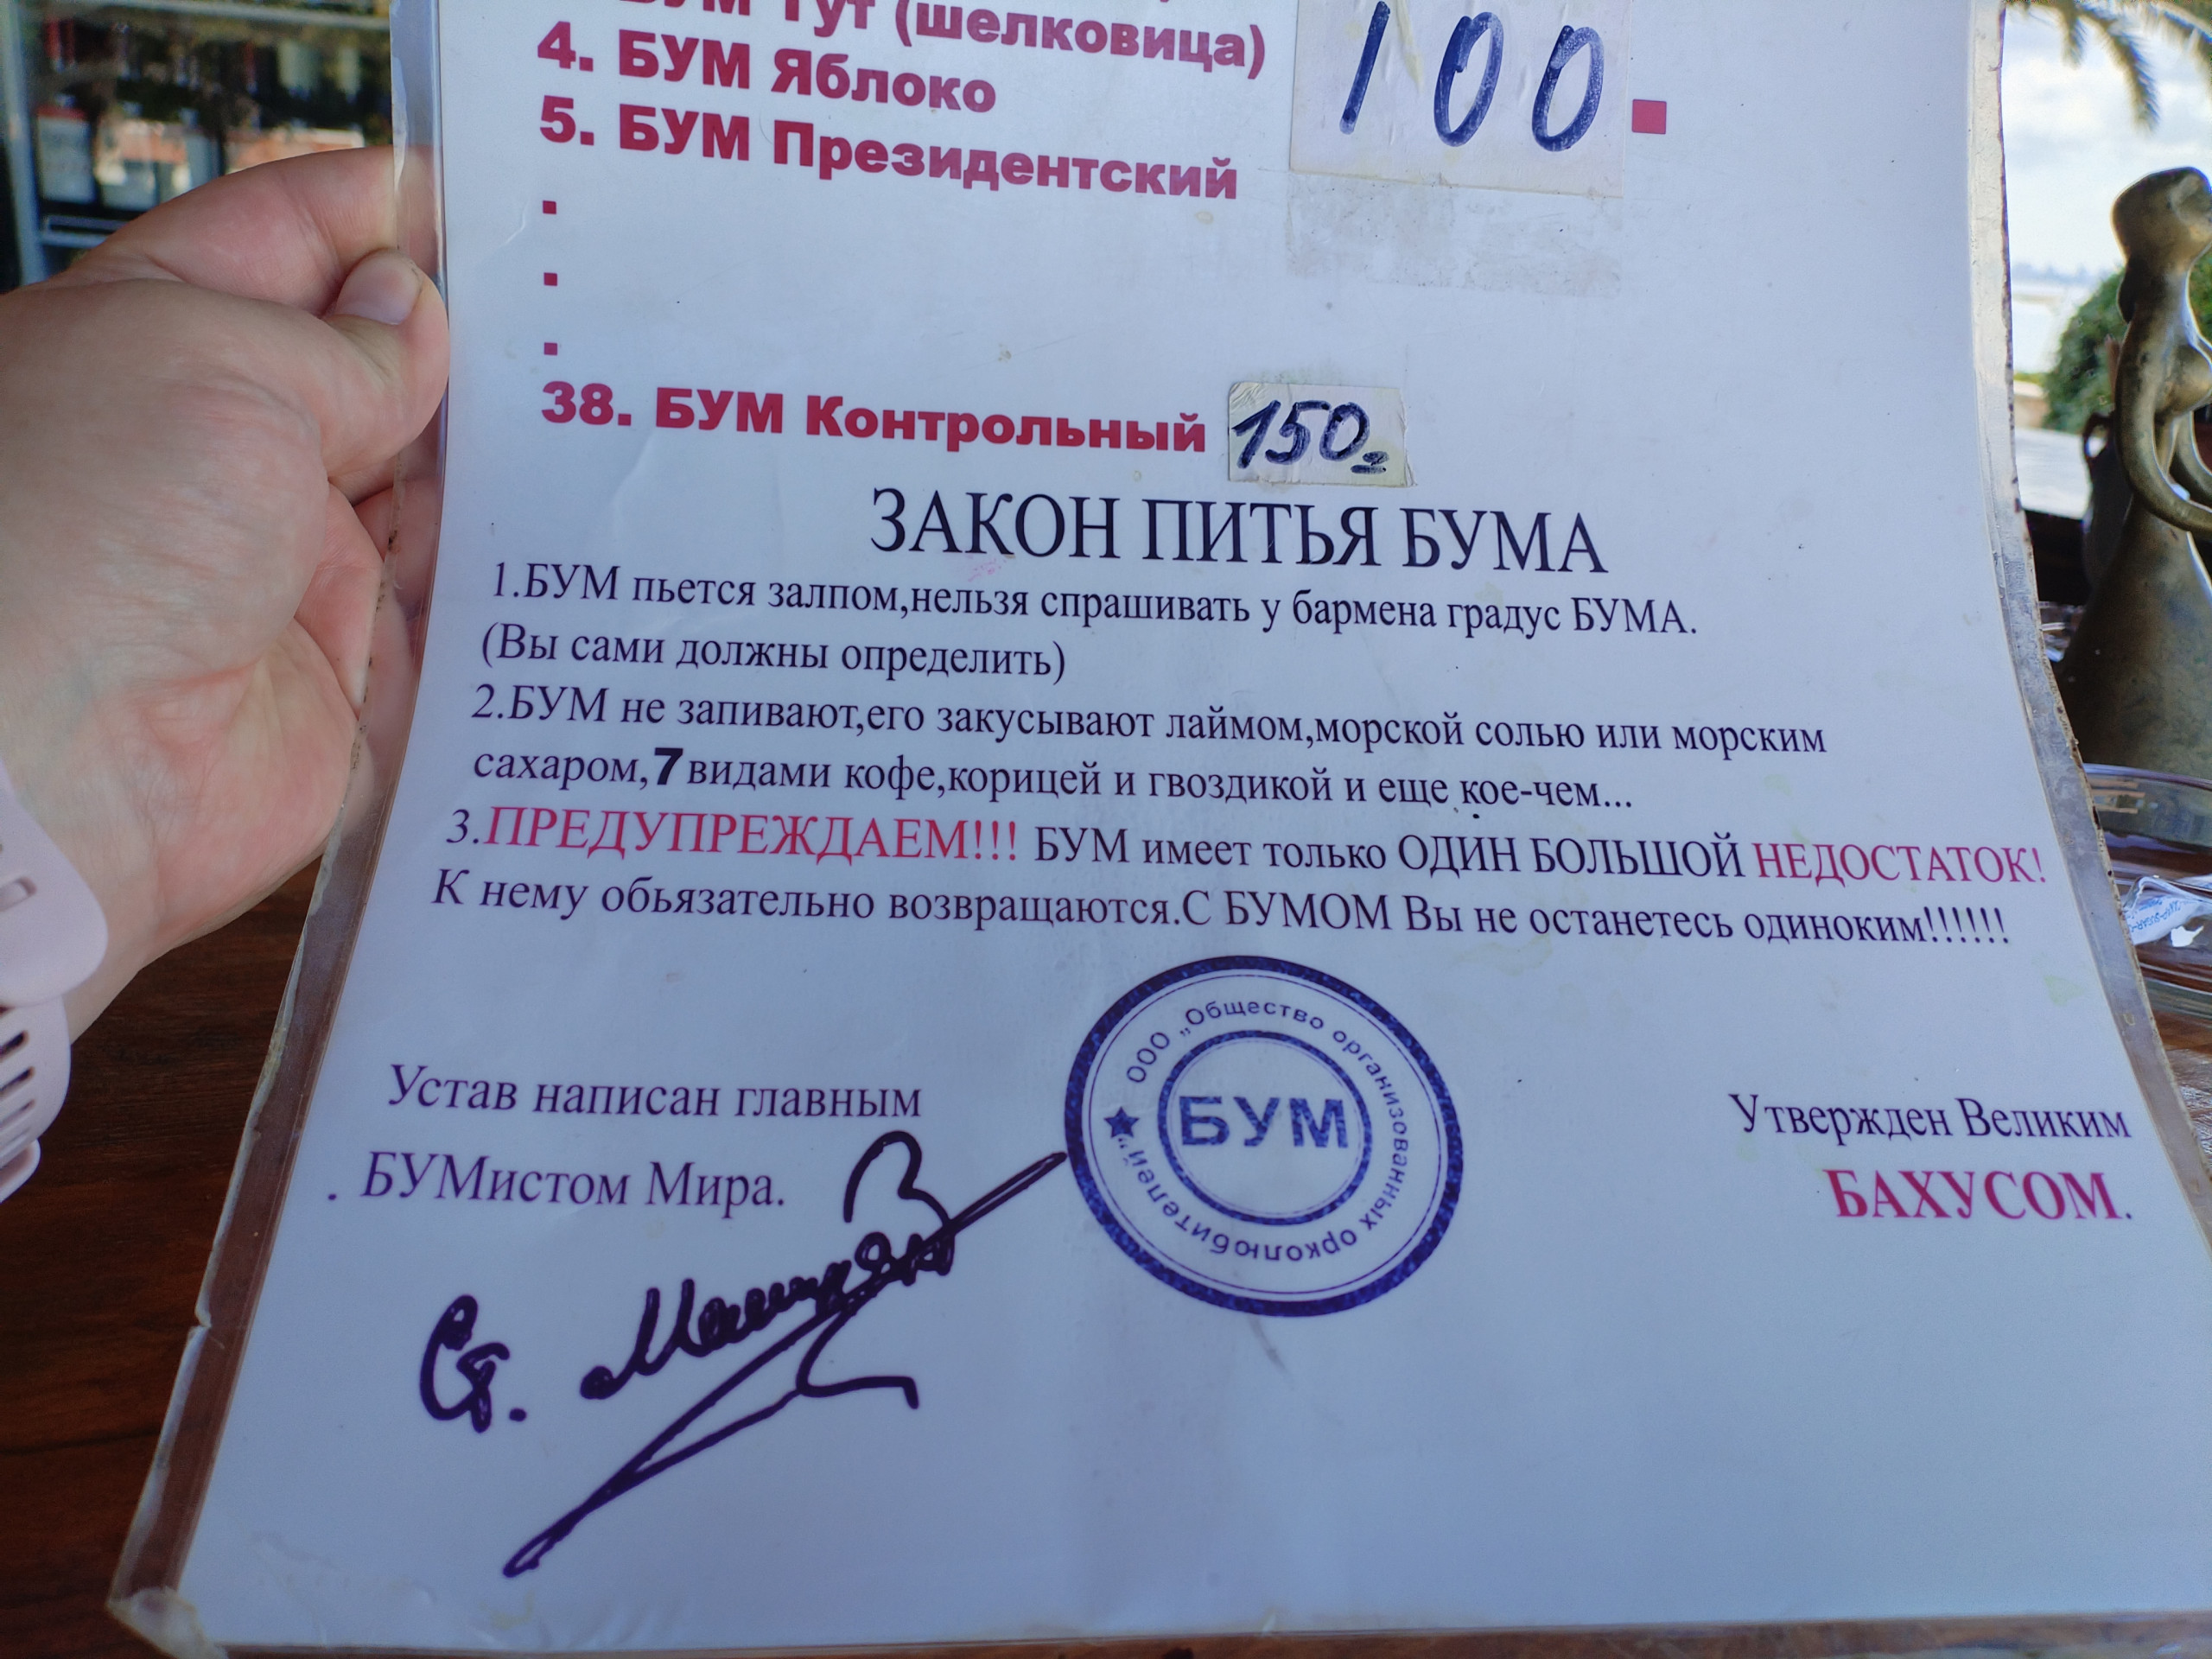 БУМ Тут (шелковица)
4. БУМ Яблоко
5. БУМ Президентский
100.
.
.
.
38. БУМ Контрольный 150
ЗАКОН ПИТЬЯ БУМА
1.БУМ пьется залпом,нельзя спрашивать у бармена градус БУМА.
(Вы сами должны определить)
2.БУМ не запивают,его закусывают лаймом,морской солью или морским
сахаром,7 видами кофе,корицей и гвоздикой и еще кое-чем...
3.ПРЕДУПРЕЖДАЕМ!!! БУМ имеет только ОДИН БОЛЬШОЙ НЕДОСТАТОК!
К нему обьязательно возвращаются.С БУМОМ Вы не останетесь одиноким!!!!!!
Устав написан главным
. БУМистом Мира.
Ст.
ООО „Общество организованных орколюбителей”
БУМ
Утвержден Великим
БАХУСОМ.